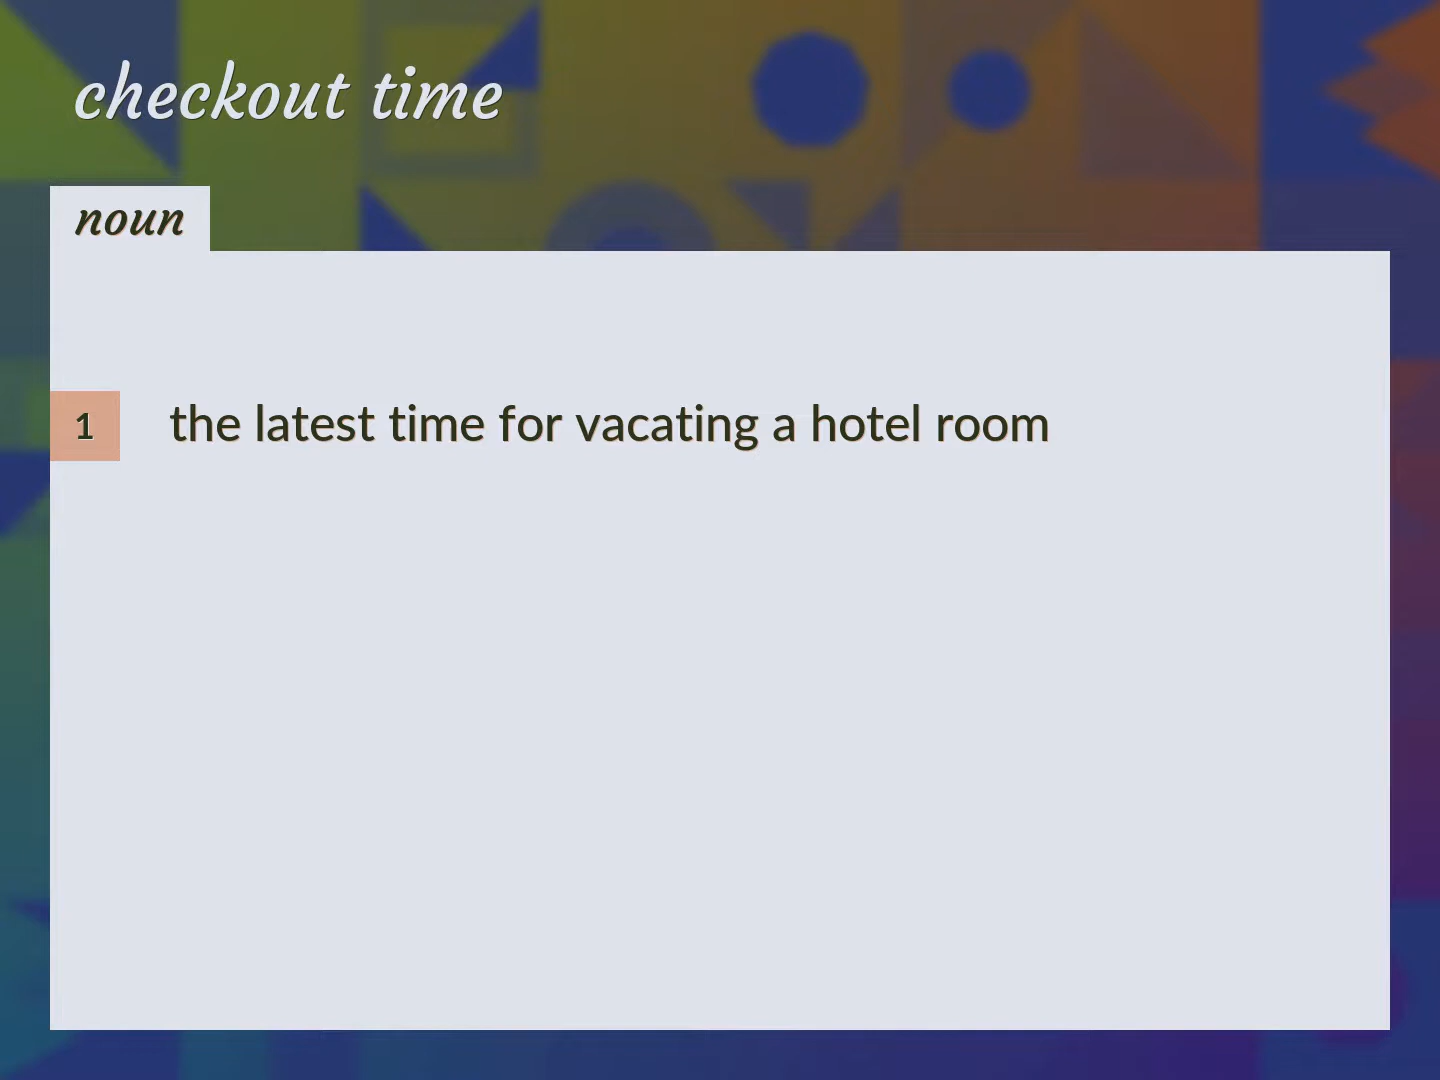 checkout time
noun
1 the latest time for vacating a hotel room